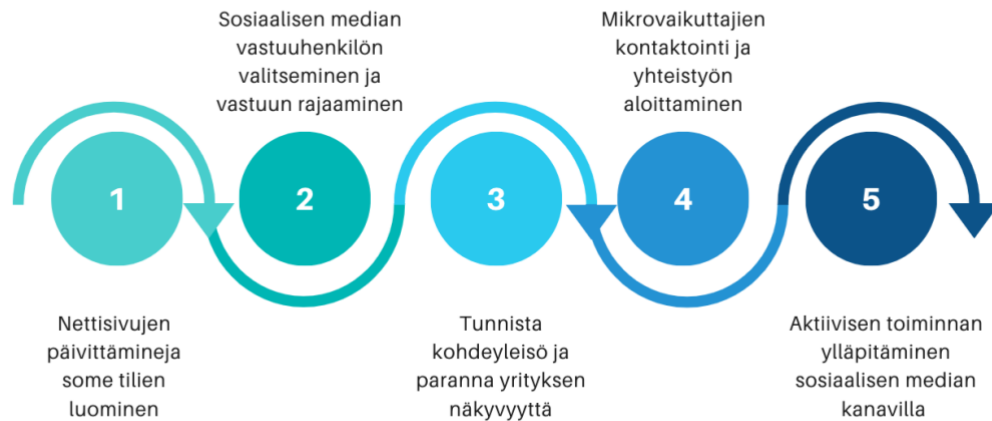 1
Nettisivujen
päivittämineja
some tilien
luominen
Sosiaalisen median
vastuuhenkilön
valitseminen ja
vastuun rajaaminen
2
3
Tunnista
kohdeyleisö ja
paranna yrityksen
näkyvyyttä
Mikrovaikuttajien
kontaktointi ja
yhteistyön
aloittaminen
4
5
Aktiivisen toiminnan
ylläpitäminen
sosiaalisen median
kanavilla